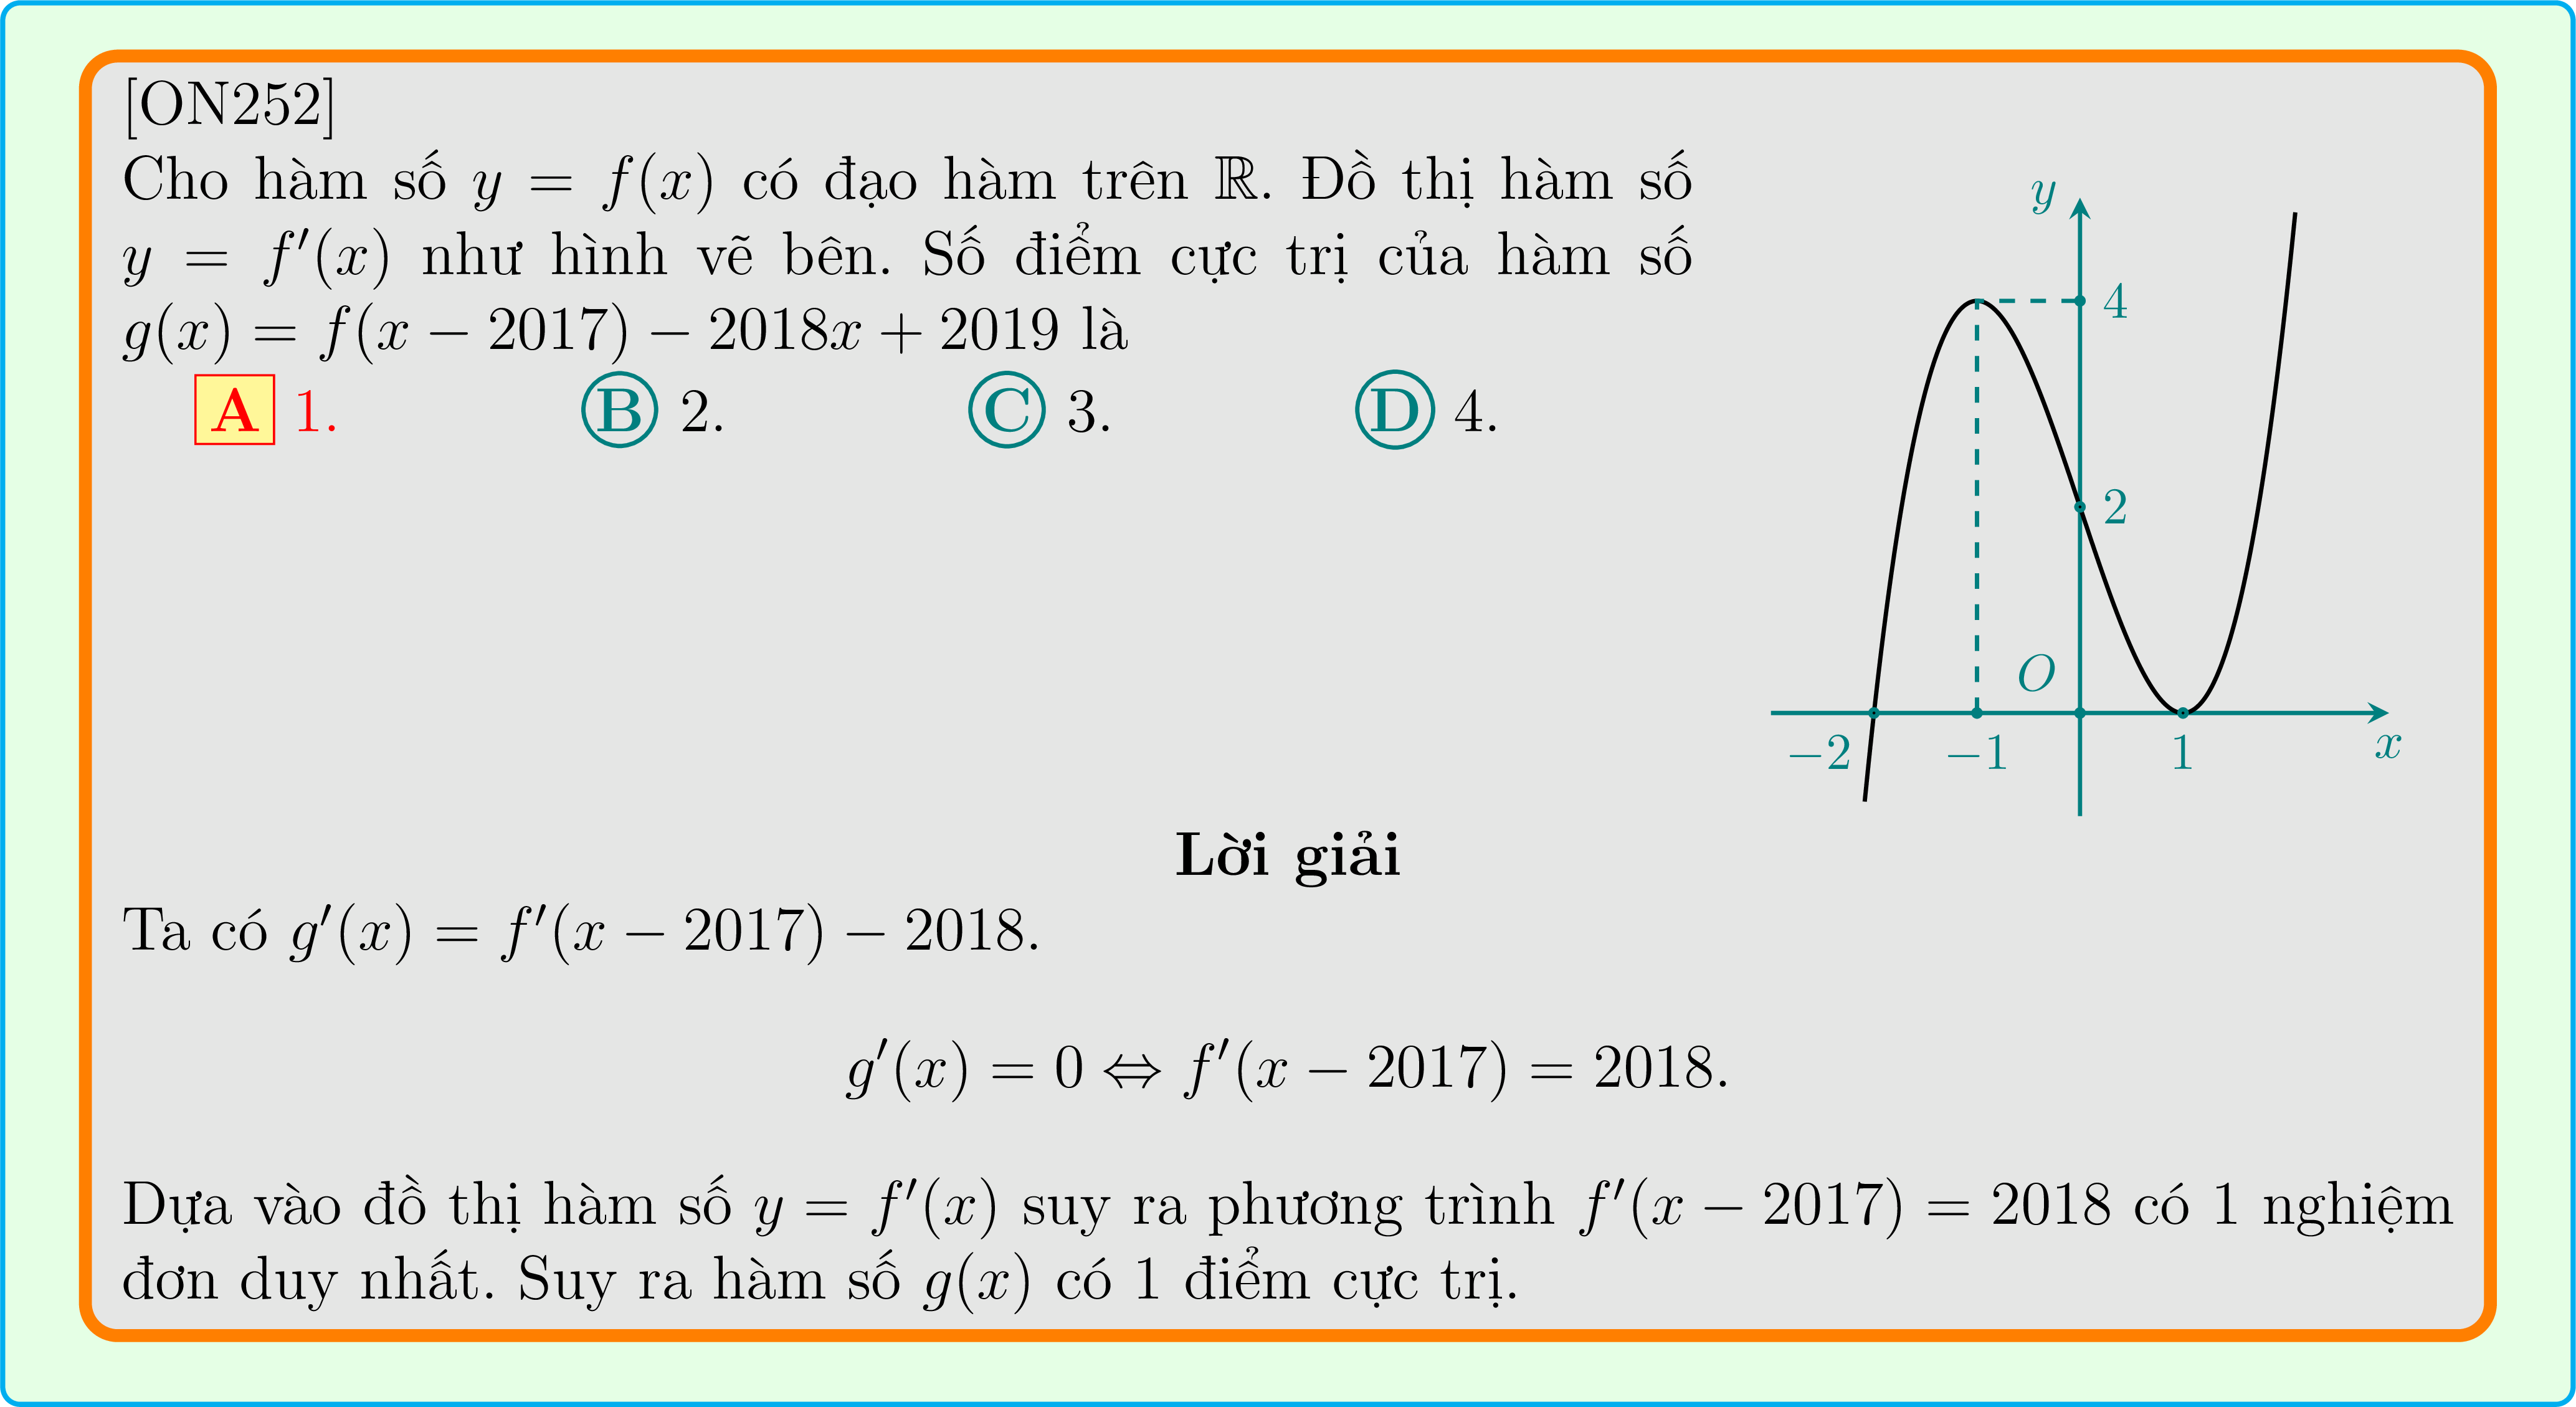 [ON252]
Cho hàm số y = f(x) có đạo hàm trên ℝ. Đồ thị hàm số
y = f′(x) như hình vẽ bên. Số điểm cực trị của hàm số
g(x) = f(x − 2017) − 2018x + 2019 là
A 1. B 2. C 3. D 4.
y
4
2
O
−2 −1 1 x
Lời giải
Ta có g′(x) = f′(x − 2017) − 2018.
g′(x) = 0 ⇔ f′(x − 2017) = 2018.
Dựa vào đồ thị hàm số y = f′(x) suy ra phương trình f′(x − 2017) = 2018 có 1 nghiệm
đơn duy nhất. Suy ra hàm số g(x) có 1 điểm cực trị.